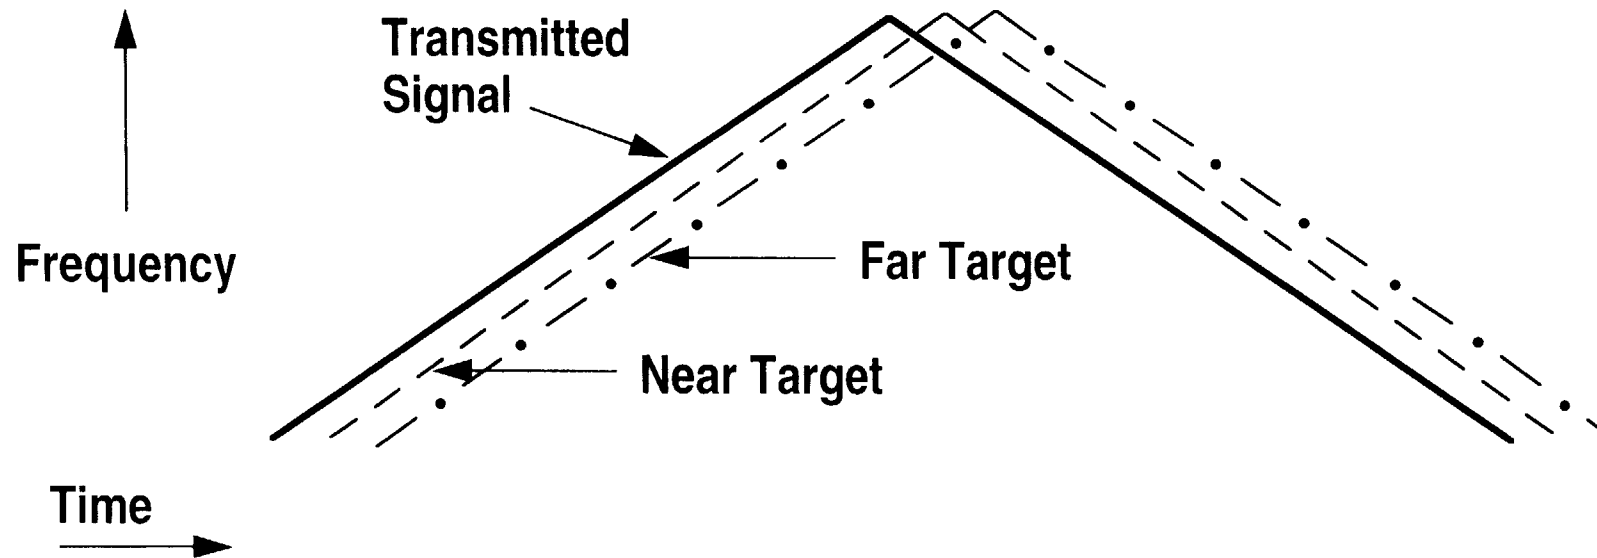 Transmitted
Signal
Frequency
Far Target
Near Target
Time